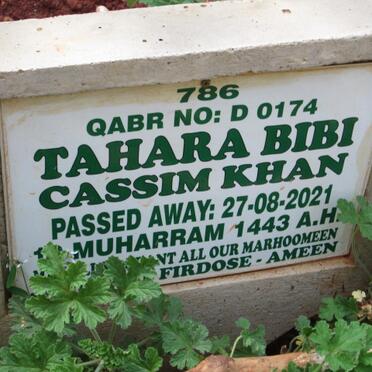 786
QABR NO: D 0174
TAHARA BIBI
CASSIM KHAN
PASSED AWAY: 27-08-2021
MUHARRAM 1443 A.H.
ALL OUR MARHOOMEEN
FIRDOSE - AMEEN